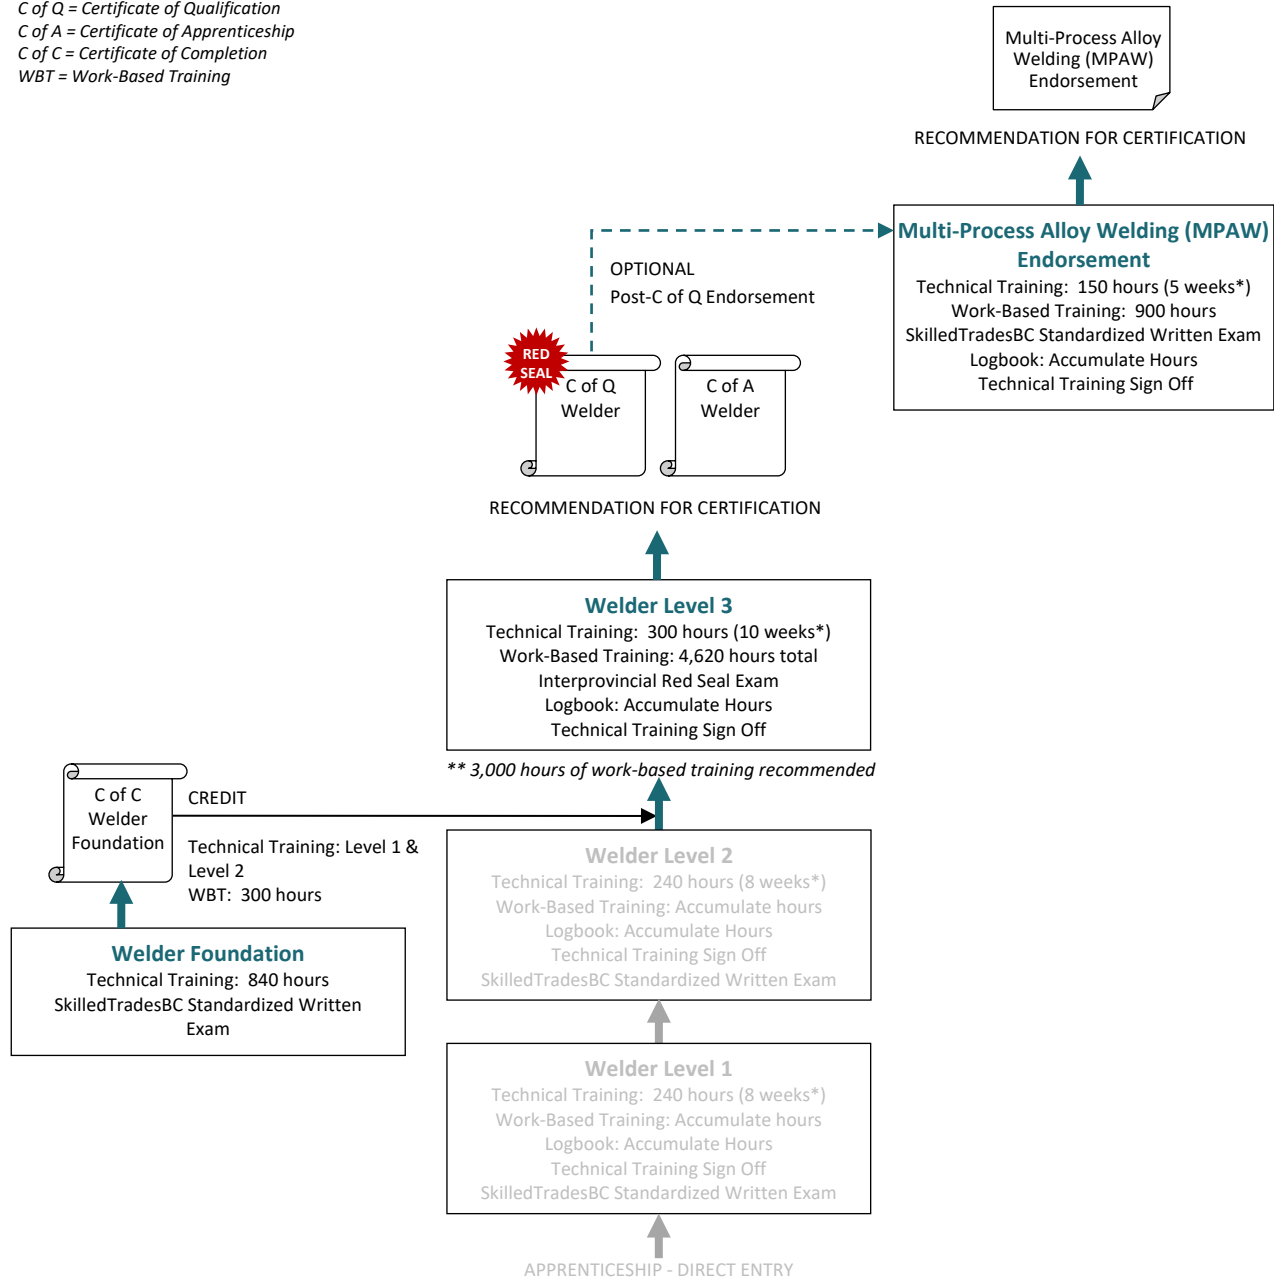 C of Q = Certificate of Qualification
C of A = Certificate of Apprenticeship
C of C = Certificate of Completion
WBT = Work-Based Training
Multi-Process Alloy
Welding (MPAW)
Endorsement
RECOMMENDATION FOR CERTIFICATION
Multi-Process Alloy Welding (MPAW)
Endorsement
Technical Training:  150 hours (5 weeks*)
Work-Based Training:  900 hours
SkilledTradesBC Standardized Written Exam
Logbook: Accumulate Hours
Technical Training Sign Off
OPTIONAL
Post-C of Q Endorsement
RED
SEAL
C of Q
Welder
C of A
Welder
RECOMMENDATION FOR CERTIFICATION
Welder Level 3
Technical Training:  300 hours (10 weeks*)
Work-Based Training: 4,620 hours total
Interprovincial Red Seal Exam
Logbook: Accumulate Hours
Technical Training Sign Off
** 3,000 hours of work-based training recommended
C of C
Welder
Foundation
CREDIT
Technical Training: Level 1 &
Level 2
WBT:  300 hours
Welder Foundation
Technical Training:  840 hours
SkilledTradesBC Standardized Written
Exam
Welder Level 2
Technical Training:  240 hours (8 weeks*)
Work-Based Training: Accumulate hours
Logbook: Accumulate Hours
Technical Training Sign Off
SkilledTradesBC Standardized Written Exam
Welder Level 1
Technical Training:  240 hours (8 weeks*)
Work-Based Training: Accumulate hours
Logbook: Accumulate Hours
Technical Training Sign Off
SkilledTradesBC Standardized Written Exam
APPRENTICESHIP - DIRECT ENTRY